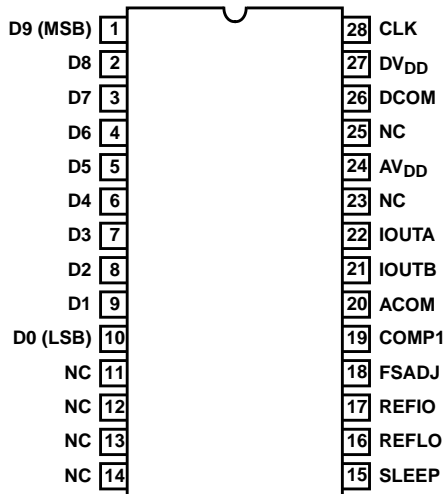 D9 (MSB) 1 28 CLK
D8 2 27 DVDD
D7 3 26 DCOM
D6 4 25 NC
D5 5 24 AVDD
D4 6 23 NC
D3 7 22 IOUTA
D2 8 21 IOUTB
D1 9 20 ACOM
D0 (LSB) 10 19 COMP1
NC 11 18 FSADJ
NC 12 17 REFIO
NC 13 16 REFLO
NC 14 15 SLEEP